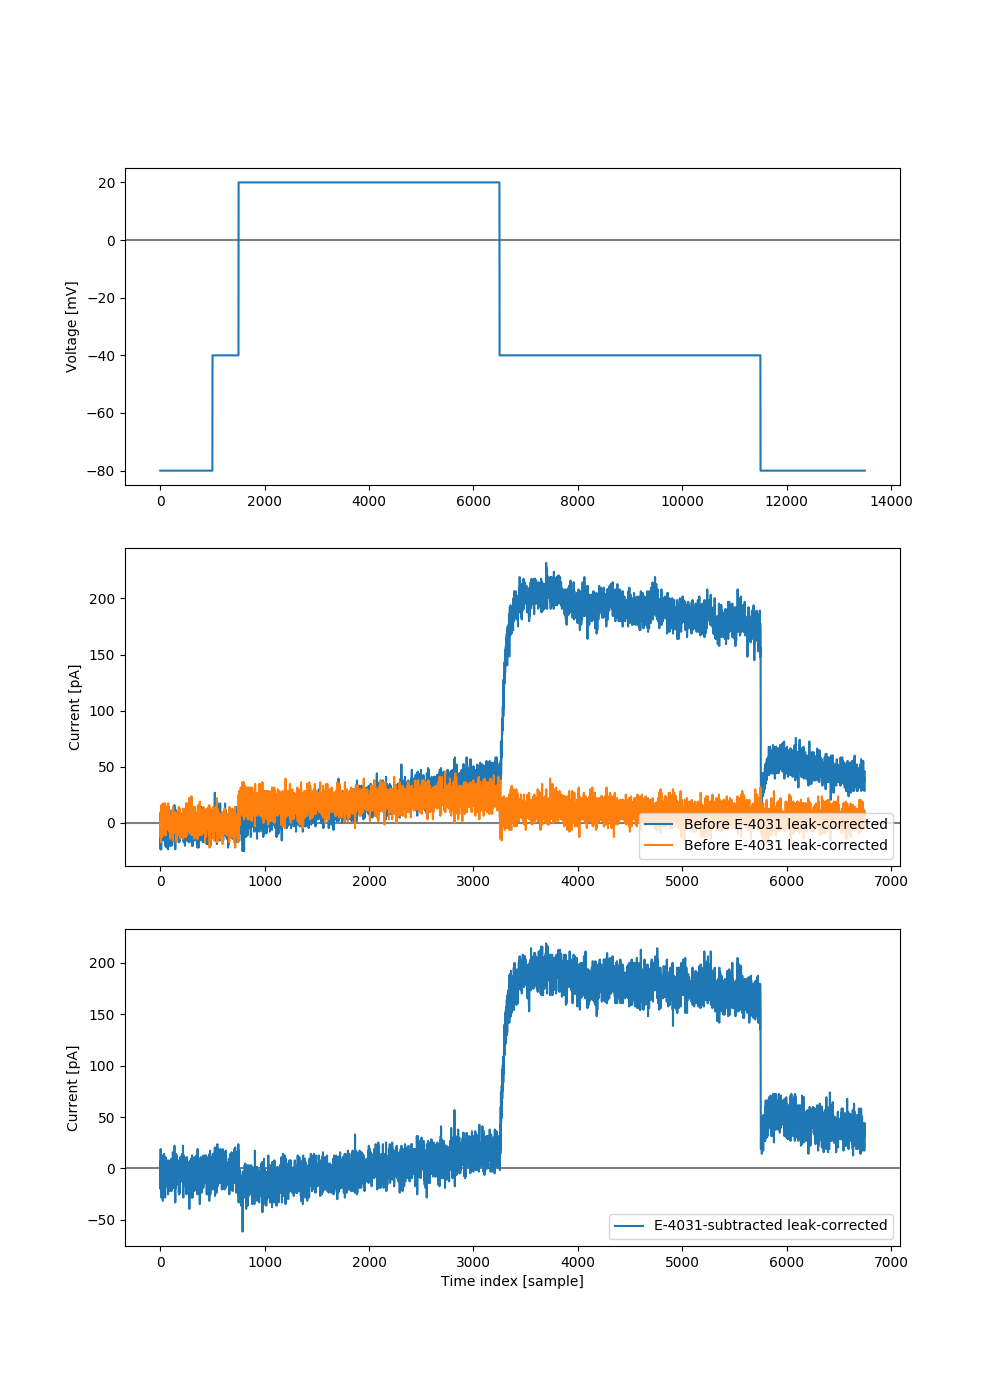 20
0
−20
−40
−60
−80
Voltage [mV]
0 2000 4000 6000 8000 10000 12000 14000
200
150
100
50
0
Current [pA]
Before E-4031 leak-corrected
Before E-4031 leak-corrected
0 1000 2000 3000 4000 5000 6000 7000
200
150
100
50
0
−50
Current [pA]
E-4031-subtracted leak-corrected
0 1000 2000 3000 4000 5000 6000 7000
Time index [sample]